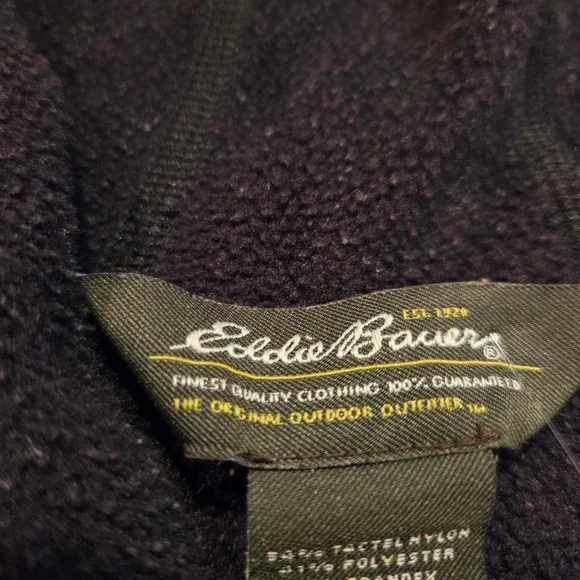 EST. 1920
Eddie Bauer®
FINEST QUALITY CLOTHING 100% GUARANTEED
THE ORIGINAL OUTDOOR OUTFITTER™
TACTEL NYLON
POLYESTER